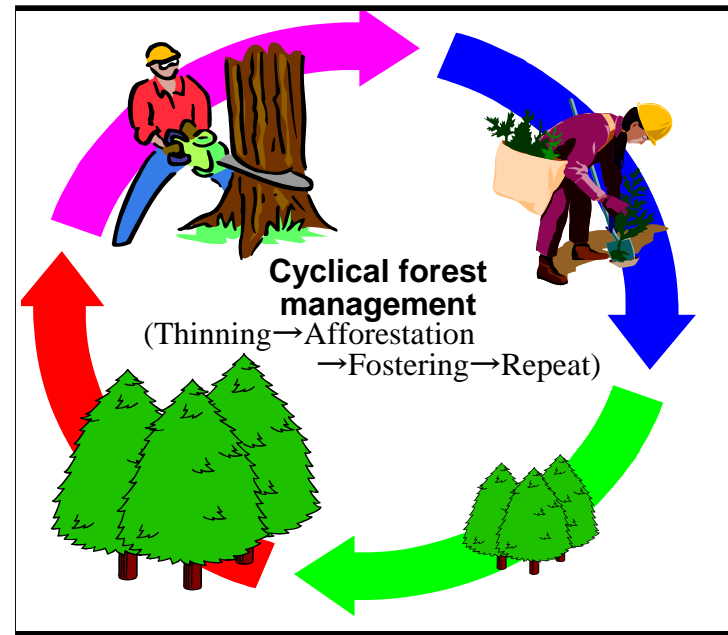 Cyclical forest
management
(Thinning→Afforestation
→Fostering→Repeat)